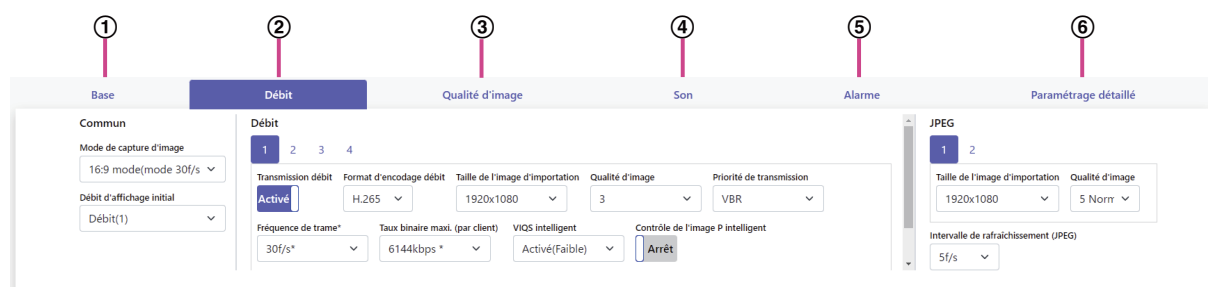 ① ② ③ ④ ⑤ ⑥
Base Débit Qualité d'image Son Alarme Paramétrage détaillé
Commun
Mode de capture d'image
16:9 mode(mode 30f/s
Débit d'affichage initial
Débit(1)
Débit
1 2 3 4
Transmission débit Format d'encodage débit Taille de l'image d'importation Qualité d'image Priorité de transmission
Activé H.265 1920x1080 3 VBR
Fréquence de trame* Taux binaire maxi. (par client) VIQS intelligent Contrôle de l'image P intelligent
30f/s* 6144kbps * Activé(Faible) Arrêt
JPEG
1 2
Taille de l'image d'importation Qualité d'image
1920x1080 5 Norm
Intervalle de rafraîchissement (JPEG)
5f/s